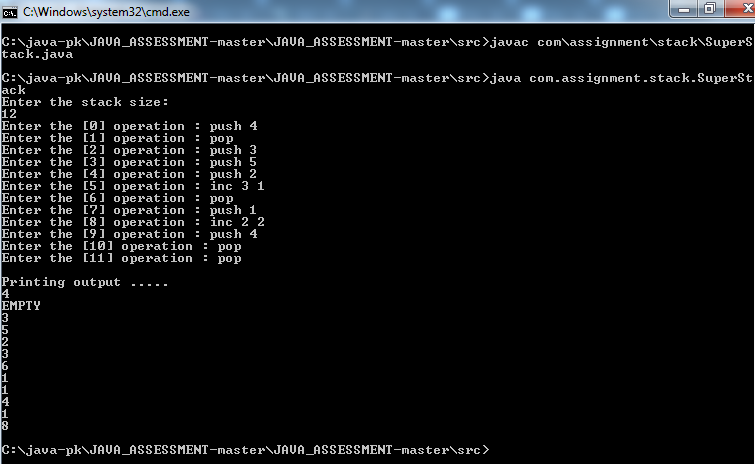 C:\Windows\system32\cmd.exe
C:\java-pk\JAVA_ASSESSMENT-master\JAVA_ASSESSMENT-master\src>javac com\assignment\stack\SuperS
tack.java
C:\java-pk\JAVA_ASSESSMENT-master\JAVA_ASSESSMENT-master\src>java com.assignment.stack.SuperSt
ack
Enter the stack size:
12
Enter the [0] operation : push 4
Enter the [1] operation : pop
Enter the [2] operation : push 3
Enter the [3] operation : push 5
Enter the [4] operation : push 2
Enter the [5] operation : inc 3 1
Enter the [6] operation : pop
Enter the [7] operation : push 1
Enter the [8] operation : inc 2 2
Enter the [9] operation : push 4
Enter the [10] operation : pop
Enter the [11] operation : pop
Printing output .....
4
EMPTY
3
5
2
3
6
1
1
4
1
8
C:\java-pk\JAVA_ASSESSMENT-master\JAVA_ASSESSMENT-master\src>